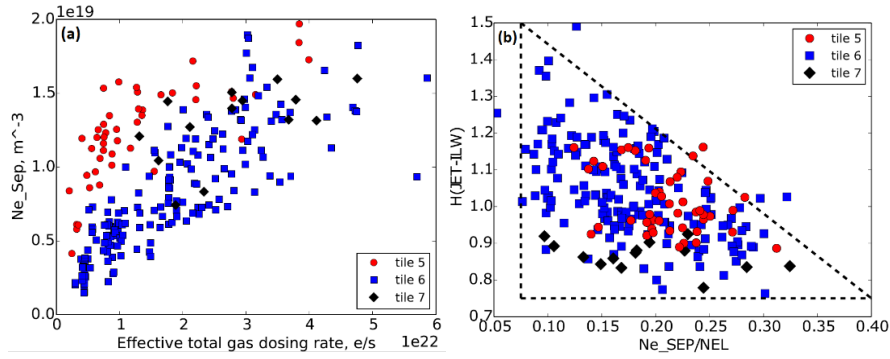 1e19
(a)
Ne_Sep, m^-3
2.0
1.5
1.0
0.5
0.0
0 1 2 3 4 5 6
Effective total gas dosing rate, e/s 1e22
tile 5
tile 6
tile 7
(b)
H(JET-ILW)
1.5
1.4
1.3
1.2
1.1
1.0
0.9
0.8
0.7
0.05 0.10 0.15 0.20 0.25 0.30 0.35 0.40
Ne_SEP/NEL
tile 5
tile 6
tile 7